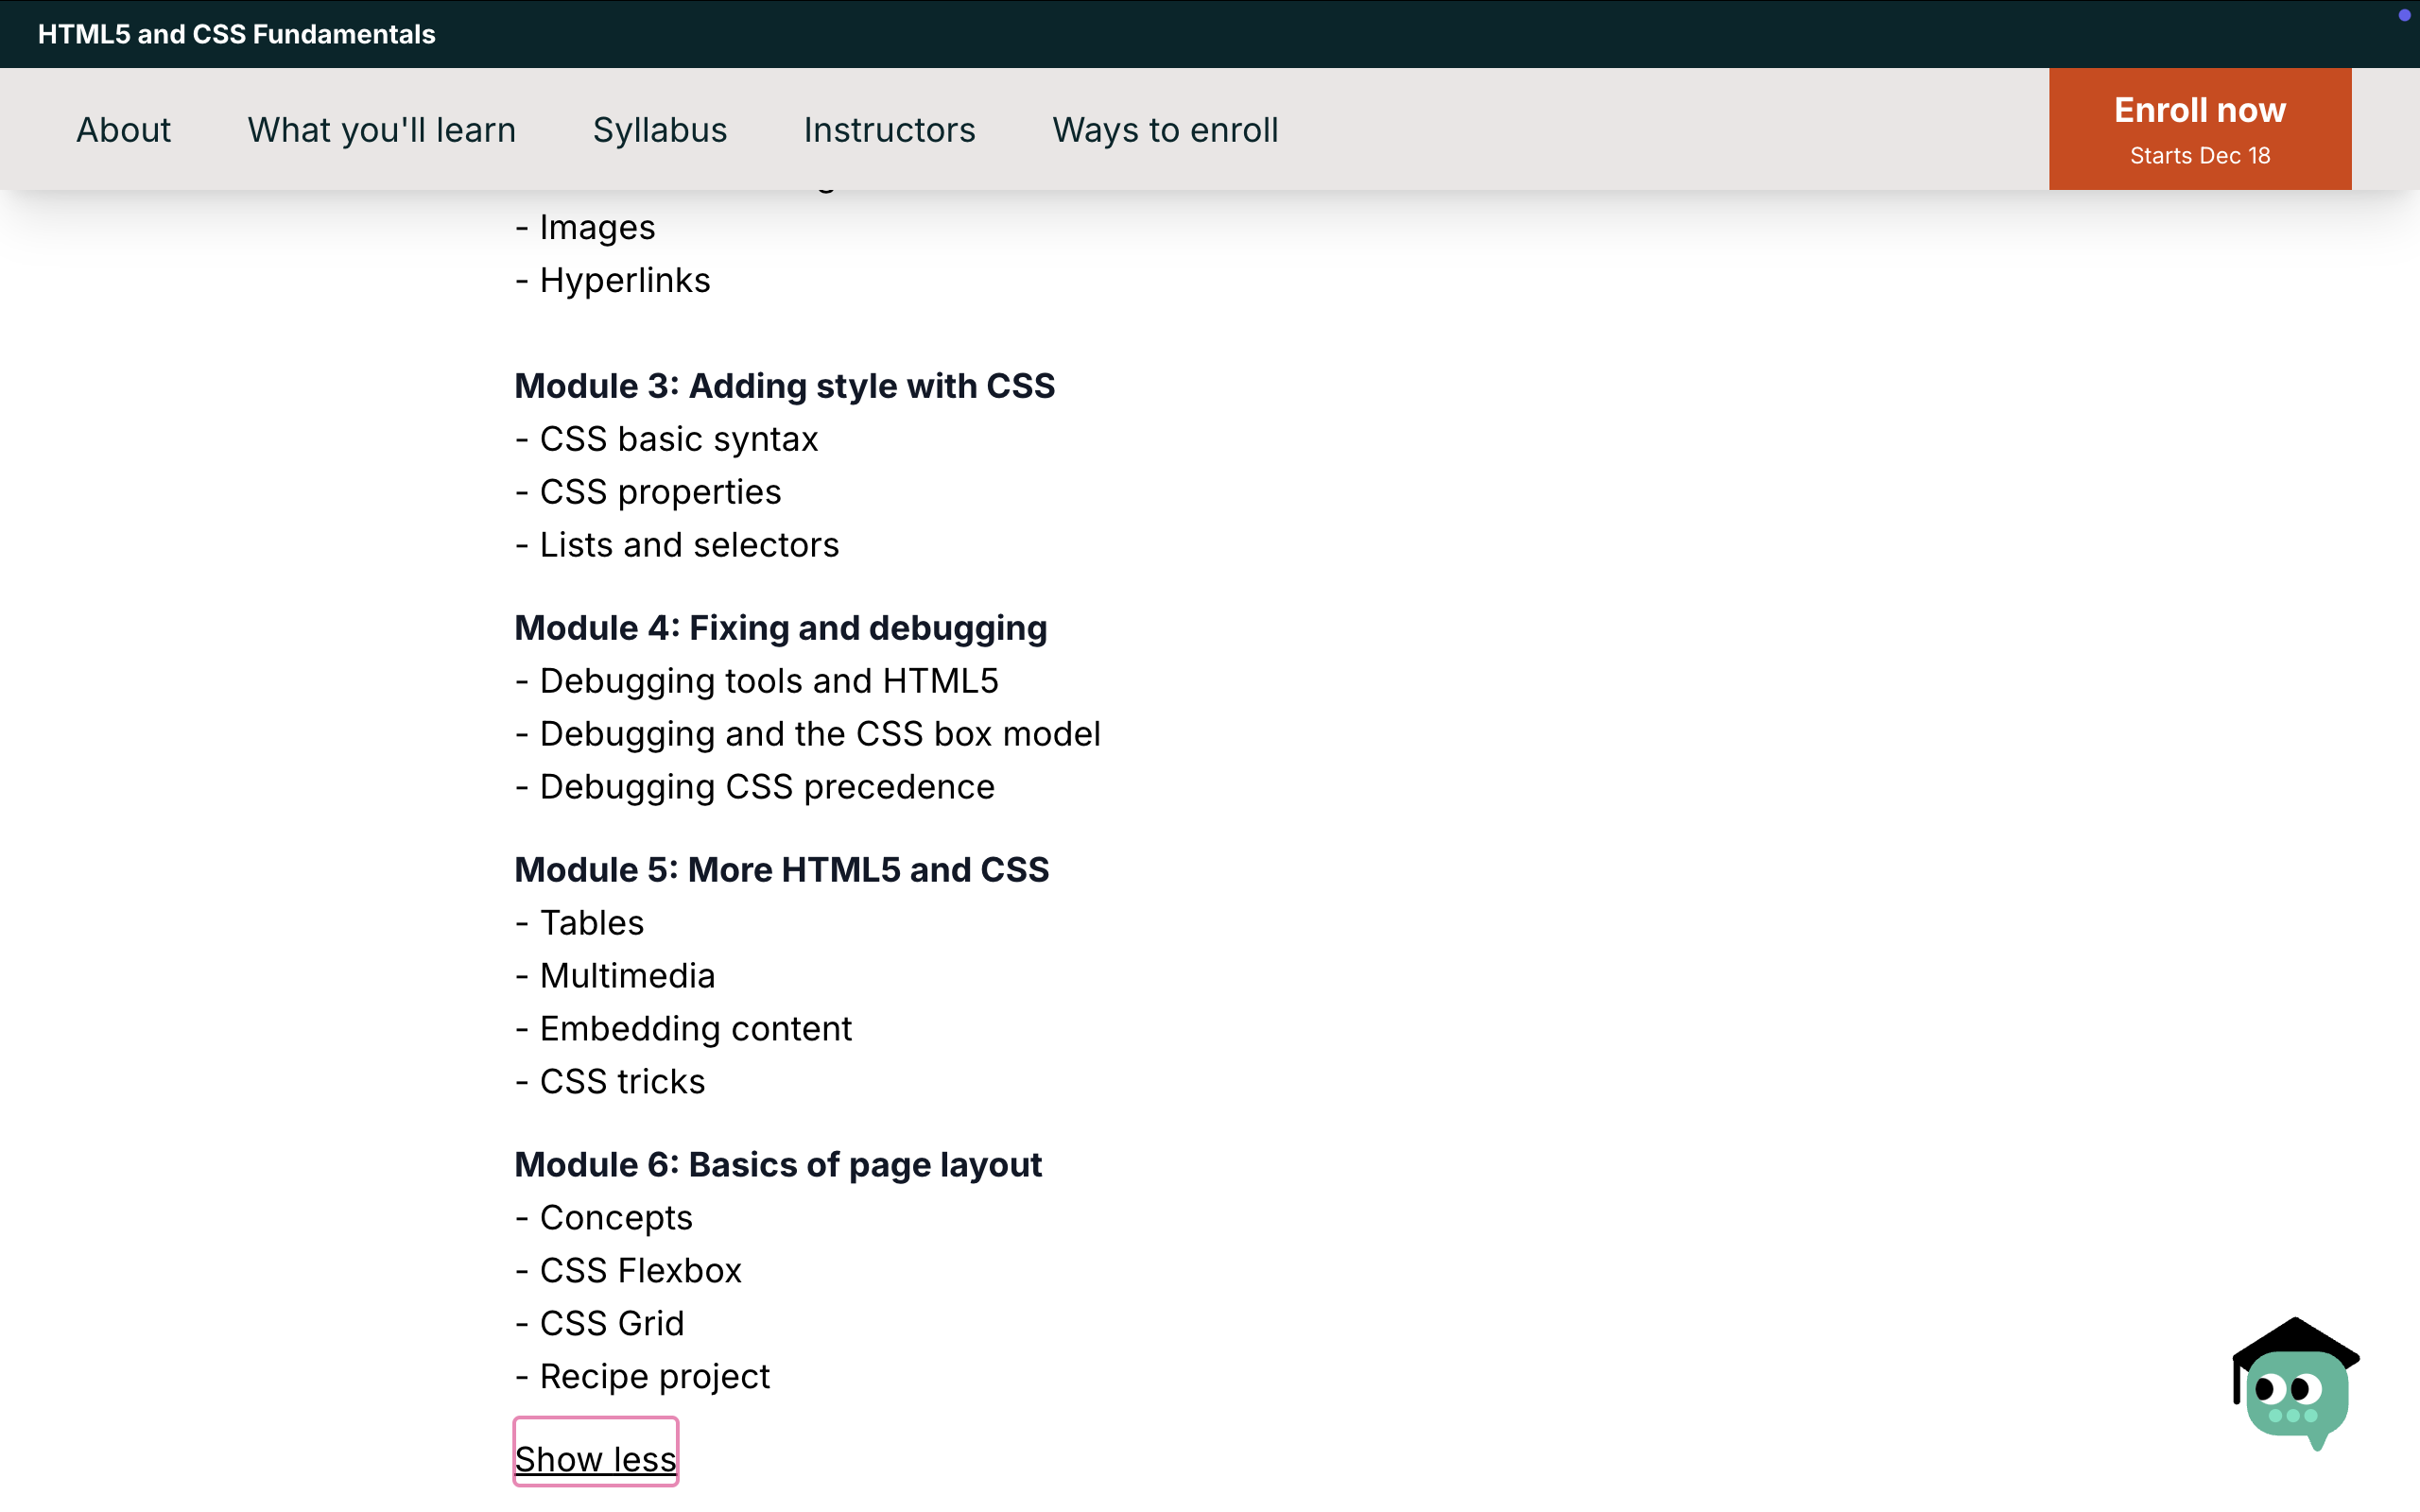 HTML5 and CSS Fundamentals
About What you'll learn Syllabus Instructors Ways to enroll
Enroll now
Starts Dec 18
- Images
- Hyperlinks
Module 3: Adding style with CSS
- CSS basic syntax
- CSS properties
- Lists and selectors
Module 4: Fixing and debugging
- Debugging tools and HTML5
- Debugging and the CSS box model
- Debugging CSS precedence
Module 5: More HTML5 and CSS
- Tables
- Multimedia
- Embedding content
- CSS tricks
Module 6: Basics of page layout
- Concepts
- CSS Flexbox
- CSS Grid
- Recipe project
Show less